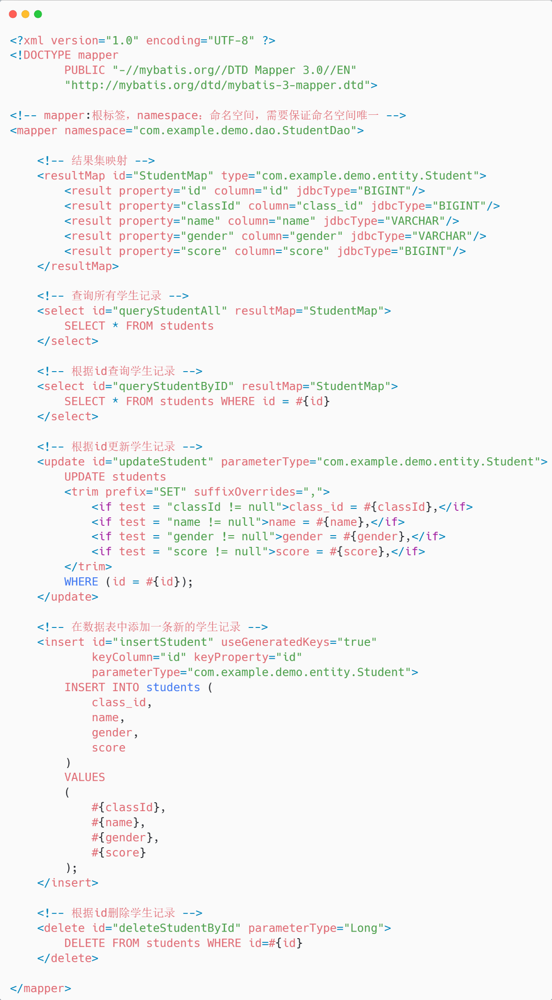 <?xml version="1.0" encoding="UTF-8" ?>
<!DOCTYPE mapper
        PUBLIC "-//mybatis.org//DTD Mapper 3.0//EN"
        "http://mybatis.org/dtd/mybatis-3-mapper.dtd">

<!-- mapper:根标签，namespace：命名空间，需要保证命名空间唯一 -->
<mapper namespace="com.example.demo.dao.StudentDao">

    <!-- 结果集映射 -->
    <resultMap id="StudentMap" type="com.example.demo.entity.Student">
        <result property="id" column="id" jdbcType="BIGINT"/>
        <result property="classId" column="class_id" jdbcType="BIGINT"/>
        <result property="name" column="name" jdbcType="VARCHAR"/>
        <result property="gender" column="gender" jdbcType="VARCHAR"/>
        <result property="score" column="score" jdbcType="BIGINT"/>
    </resultMap>

    <!-- 查询所有学生记录 -->
    <select id="queryStudentAll" resultMap="StudentMap">
        SELECT * FROM students
    </select>

    <!-- 根据id查询学生记录 -->
    <select id="queryStudentByID" resultMap="StudentMap">
        SELECT * FROM students WHERE id = #{id}
    </select>

    <!-- 根据id更新学生记录 -->
    <update id="updateStudent" parameterType="com.example.demo.entity.Student">
        UPDATE students
        <trim prefix="SET" suffixOverrides=",">
            <if test = "classId != null">class_id = #{classId},</if>
            <if test = "name != null">name = #{name},</if>
            <if test = "gender != null">gender = #{gender},</if>
            <if test = "score != null">score = #{score},</if>
        </trim>
        WHERE (id = #{id});
    </update>

    <!-- 在数据表中添加一条新的学生记录 -->
    <insert id="insertStudent" useGeneratedKeys="true"
            keyColumn="id" keyProperty="id"
            parameterType="com.example.demo.entity.Student">
        INSERT INTO students (
            class_id,
            name,
            gender,
            score
        )
        VALUES
        (
            #{classId},
            #{name},
            #{gender},
            #{score}
        );
    </insert>

    <!-- 根据id删除学生记录 -->
    <delete id="deleteStudentById" parameterType="Long">
        DELETE FROM students WHERE id=#{id}
    </delete>

</mapper>